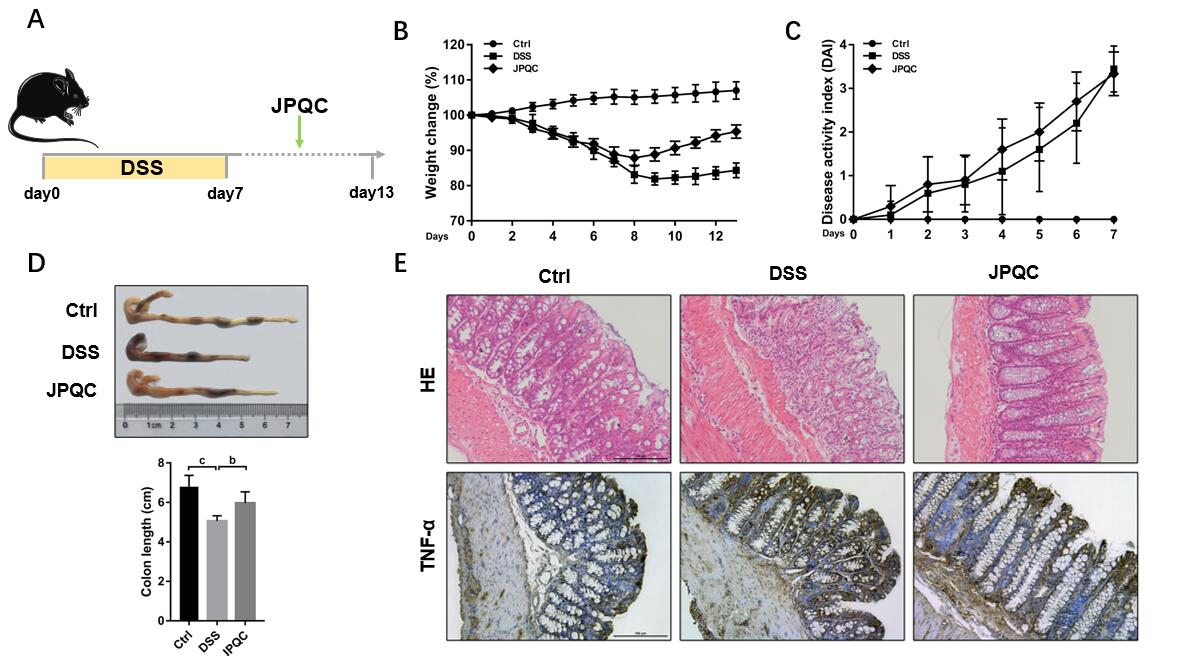 A
JPQC
DSS
day0
day7
day13
B
Ctrl
DSS
JPQC
Weight change (%)
120
110
100
90
80
70
Days
0 2 4 6 8 10 12
C
Ctrl
DSS
JPQC
Disease activity index (DAI)
4
3
2
1
0
Days
0 1 2 3 4 5 6 7
D
Ctrl
DSS
JPQC
0 1cm 2 3 4 5 6 7
c b
Colon length (cm)
8
6
4
2
0
Ctrl
DSS
JPQC
E
Ctrl DSS JPQC
HE
TNF-α